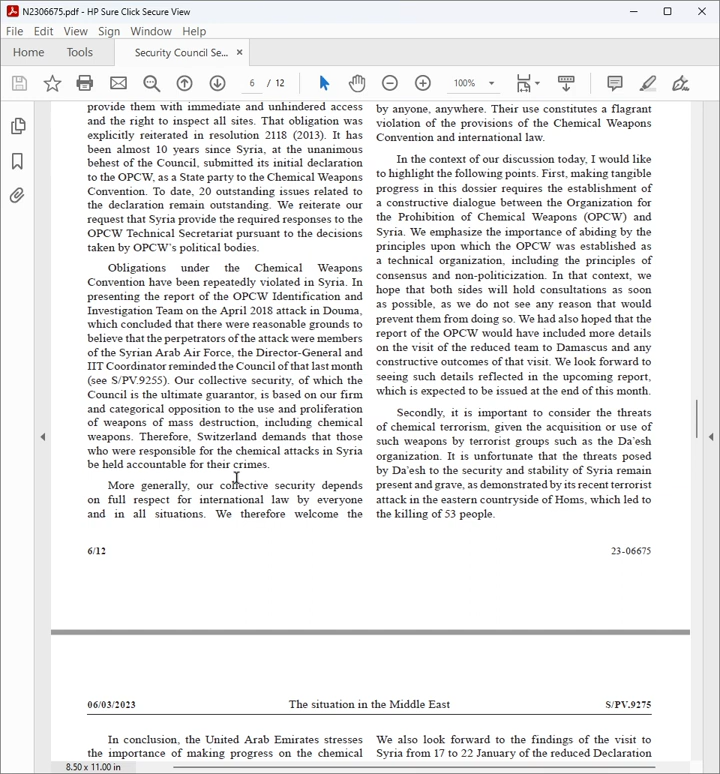 N2306675.pdf - HP Sure Click Secure View
File Edit View Sign Window Help
Home Tools Security Council Se... ×
6 / 12 100%
provide them with immediate and unhindered access
and the right to inspect all sites. That obligation was
explicitly reiterated in resolution 2118 (2013). It has
been almost 10 years since Syria, at the unanimous
behest of the Council, submitted its initial declaration
to the OPCW, as a State party to the Chemical Weapons
Convention. To date, 20 outstanding issues related to
the declaration remain outstanding. We reiterate our
request that Syria provide the required responses to the
OPCW Technical Secretariat pursuant to the decisions
taken by OPCW's political bodies.
Obligations under the Chemical Weapons
Convention have been repeatedly violated in Syria. In
presenting the report of the OPCW Identification and
Investigation Team on the April 2018 attack in Douma,
which concluded that there were reasonable grounds to
believe that the perpetrators of the attack were members
of the Syrian Arab Air Force, the Director-General and
IIT Coordinator reminded the Council of that last month
(see S/PV.9255). Our collective security, of which the
Council is the ultimate guarantor, is based on our firm
and categorical opposition to the use and proliferation
of weapons of mass destruction, including chemical
weapons. Therefore, Switzerland demands that those
who were responsible for the chemical attacks in Syria
be held accountable for their crimes.
More generally, our collective security depends
on full respect for international law by everyone
and in all situations. We therefore welcome the
by anyone, anywhere. Their use constitutes a flagrant
violation of the provisions of the Chemical Weapons
Convention and international law.
In the context of our discussion today, I would like
to highlight the following points. First, making tangible
progress in this dossier requires the establishment of
a constructive dialogue between the Organization for
the Prohibition of Chemical Weapons (OPCW) and
Syria. We emphasize the importance of abiding by the
principles upon which the OPCW was established as
a technical organization, including the principles of
consensus and non-politicization. In that context, we
hope that both sides will hold consultations as soon
as possible, as we do not see any reason that would
prevent them from doing so. We had also hoped that the
report of the OPCW would have included more details
on the visit of the reduced team to Damascus and any
constructive outcomes of that visit. We look forward to
seeing such details reflected in the upcoming report,
which is expected to be issued at the end of this month.
Secondly, it is important to consider the threats
of chemical terrorism, given the acquisition or use of
such weapons by terrorist groups such as the Da'esh
organization. It is unfortunate that the threats posed
by Da'esh to the security and stability of Syria remain
present and grave, as demonstrated by its recent terrorist
attack in the eastern countryside of Homs, which led to
the killing of 53 people.
6/12 23-06675
06/03/2023 The situation in the Middle East S/PV.9275
In conclusion, the United Arab Emirates stresses
the importance of making progress on the chemical
We also look forward to the findings of the visit to
Syria from 17 to 22 January of the reduced Declaration
8.50 x 11.00 in